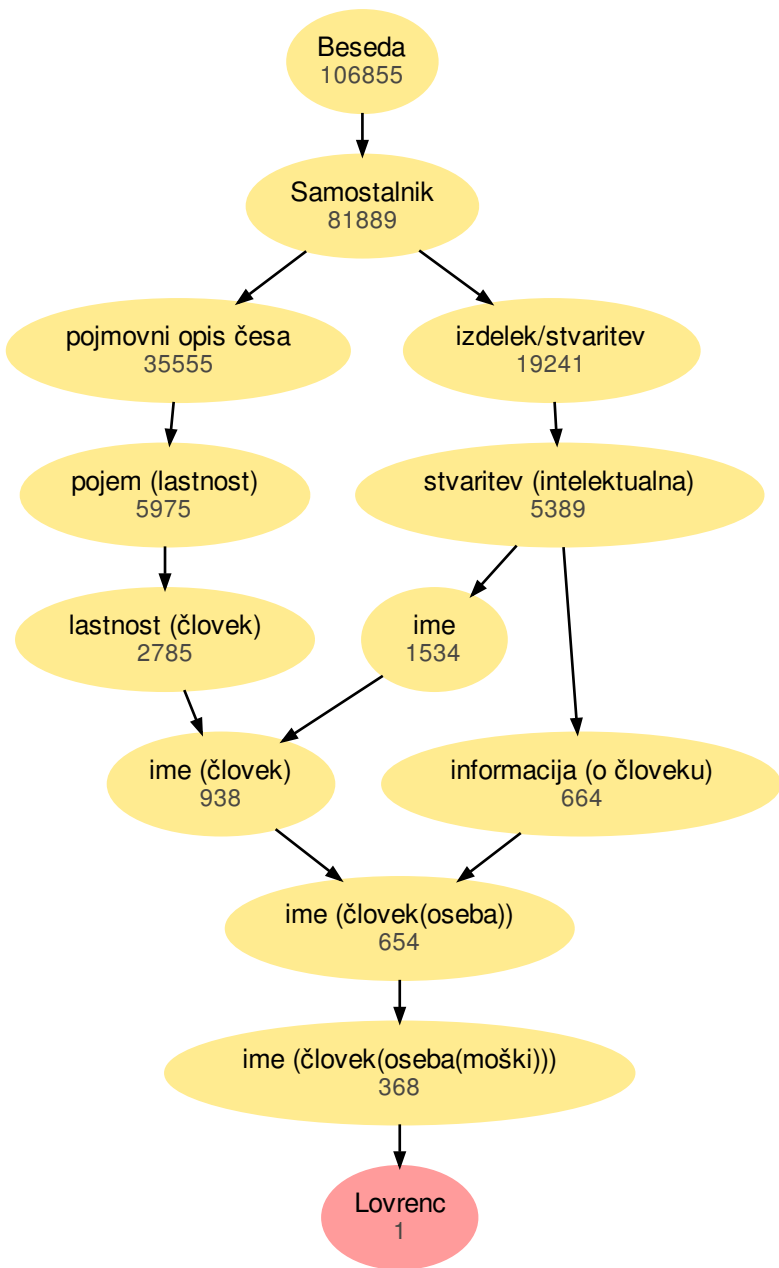 Beseda
106855
Samostalnik
81889
pojmovni opis česa
35555
izdelek/stvaritev
19241
pojem (lastnost)
5975
stvaritev (intelektualna)
5389
lastnost (človek)
2785
ime
1534
ime (človek)
938
informacija (o človeku)
664
ime (človek(oseba))
654
ime (človek(oseba(moški)))
368
Lovrenc
1